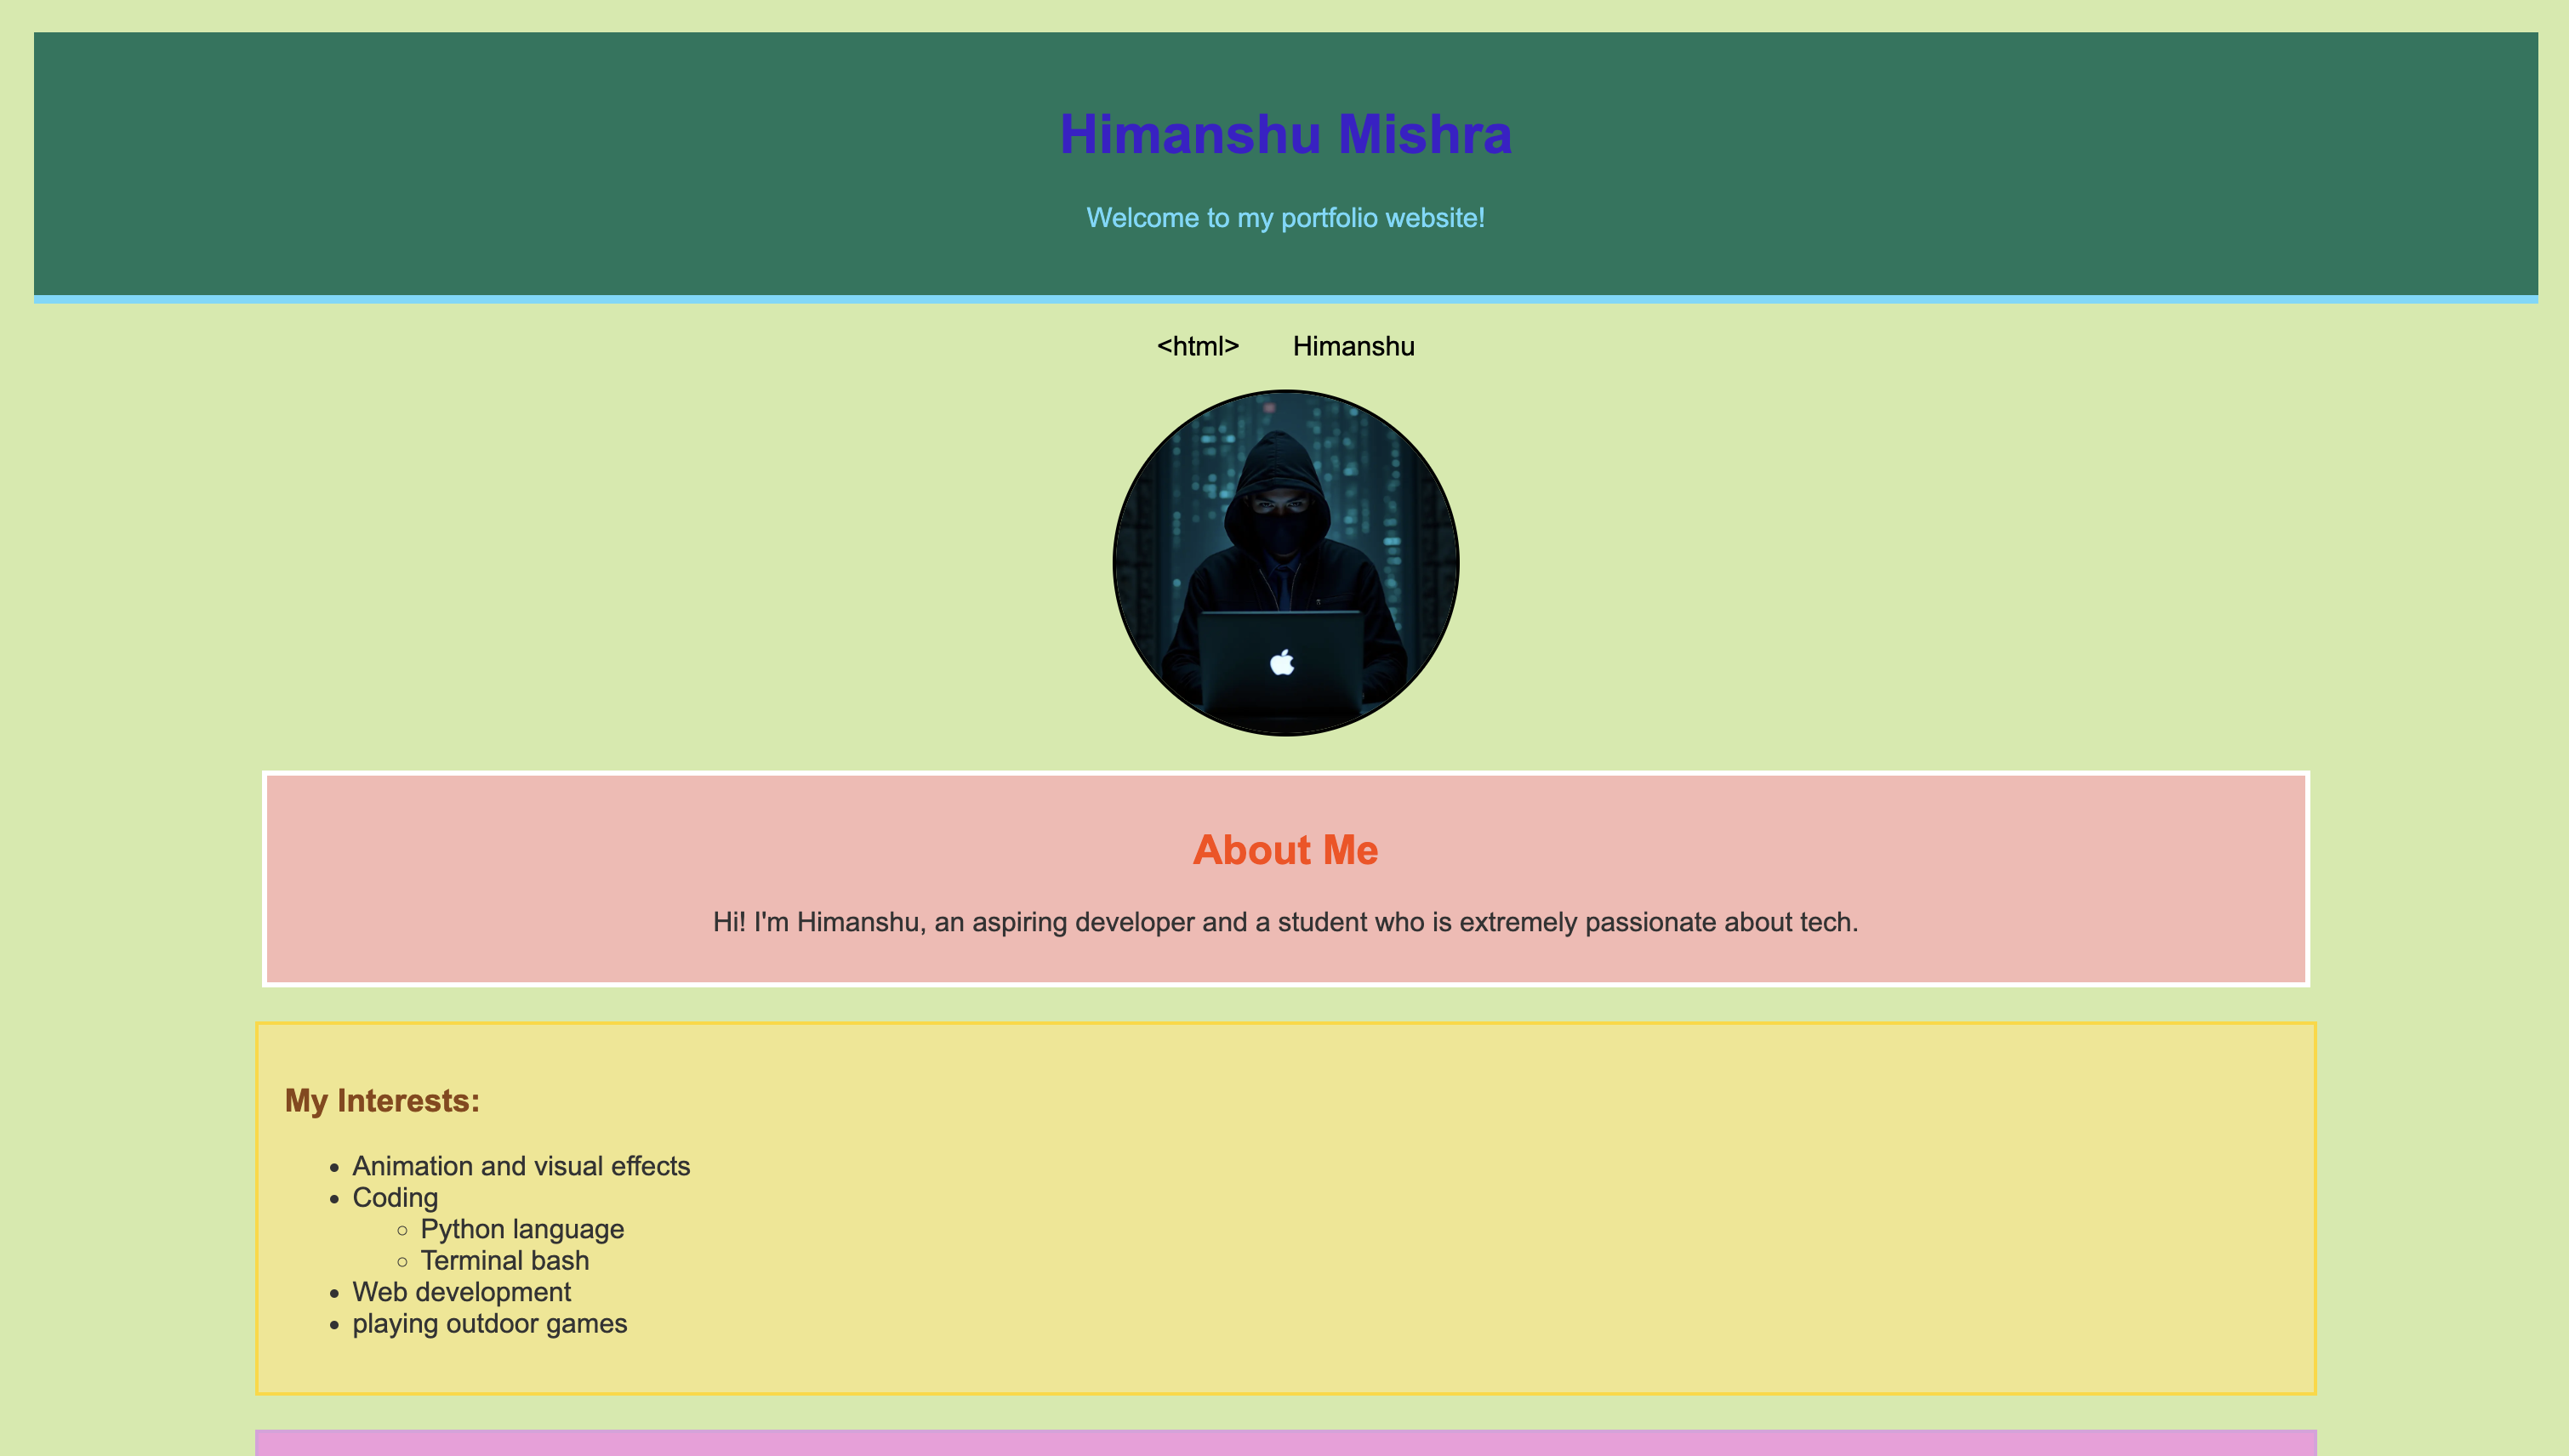 Himanshu Mishra
Welcome to my portfolio website!
<html> Himanshu
About Me
Hi! I'm Himanshu, an aspiring developer and a student who is extremely passionate about tech.
My Interests:
Animation and visual effects
Coding
Python language
Terminal bash
Web development
playing outdoor games